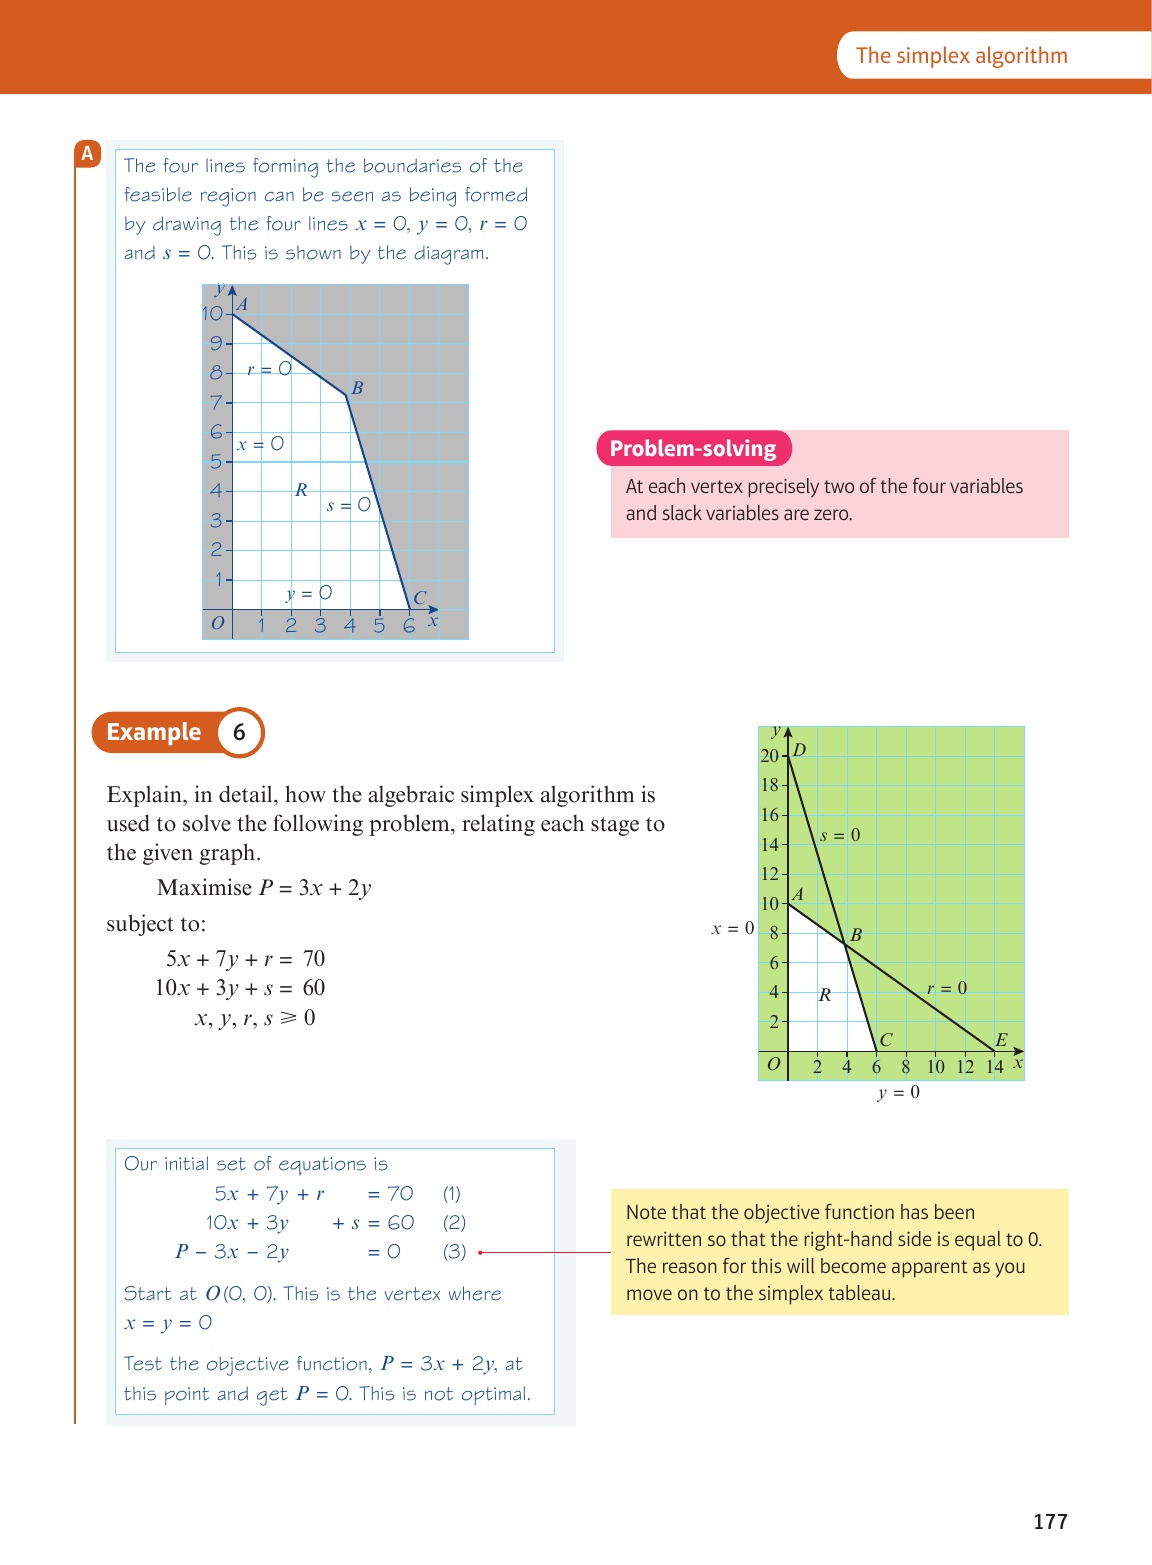 The simplex algorithm
A
The four lines forming the boundaries of the
feasible region can be seen as being formed
by drawing the four lines x = 0, y = 0, r = 0
and s = 0. This is shown by the diagram.
y
A
10
9
8
r = 0
B
7
6
x = 0
5
4
R
s = 0
3
2
1
y = 0
C
O 1 2 3 4 5 6 x
Problem-solving
At each vertex precisely two of the four variables
and slack variables are zero.
Example 6
Explain, in detail, how the algebraic simplex algorithm is
used to solve the following problem, relating each stage to
the given graph.
Maximise P = 3x + 2y
subject to:
5x + 7y + r = 70
10x + 3y + s = 60
x, y, r, s ⩾ 0
y
20 D
18
16
s = 0
14
12
10 A
x = 0 8 B
6
4 R r = 0
2
C E
O 2 4 6 8 10 12 14 x
y = 0
Our initial set of equations is
5x + 7y + r = 70 (1)
10x + 3y + s = 60 (2)
P − 3x − 2y = 0 (3)
Start at O(0, 0). This is the vertex where
x = y = 0
Test the objective function, P = 3x + 2y, at
this point and get P = 0. This is not optimal.
Note that the objective function has been
rewritten so that the right-hand side is equal to 0.
The reason for this will become apparent as you
move on to the simplex tableau.
177